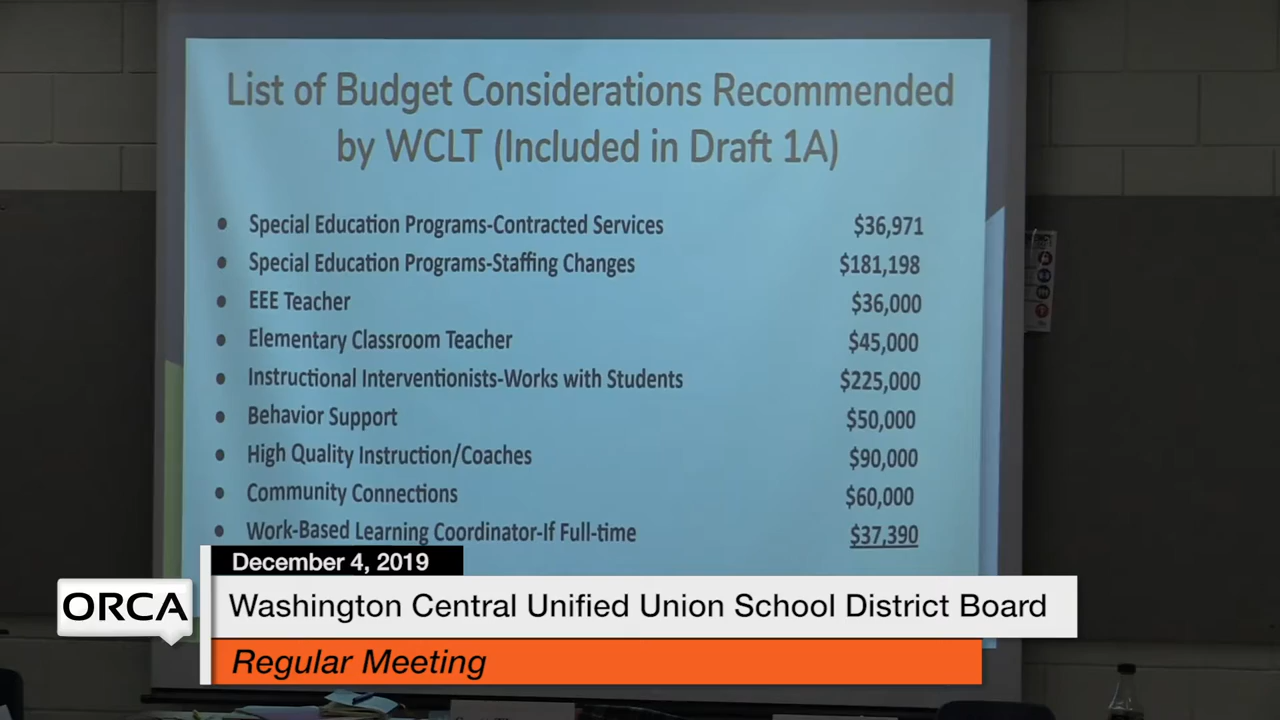 List of Budget Considerations Recommended
by WCLT (Included in Draft 1A)
● Special Education Programs-Contracted Services $36,971
● Special Education Programs-Staffing Changes $181,198
● EEE Teacher $36,000
● Elementary Classroom Teacher $45,000
● Instructional Interventionists-Works with Students $225,000
● Behavior Support $50,000
● High Quality Instruction/Coaches $90,000
● Community Connections $60,000
● Work-Based Learning Coordinator-If Full-time $37,390
December 4, 2019
ORCA
Washington Central Unified Union School District Board
Regular Meeting